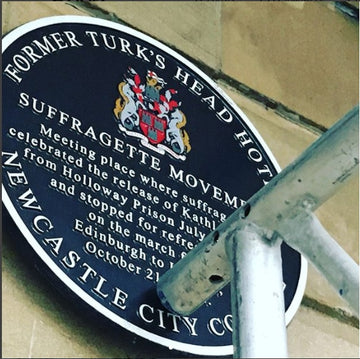 FORMER TURK'S HEAD HOT
SUFFRAGETTE MOVEME
Meeting place where suffrag
celebrated the release of Kathl
from Holloway Prison July
and stopped for refre
on the march
Edinburgh to
October 21
NEWCASTLE CITY CO